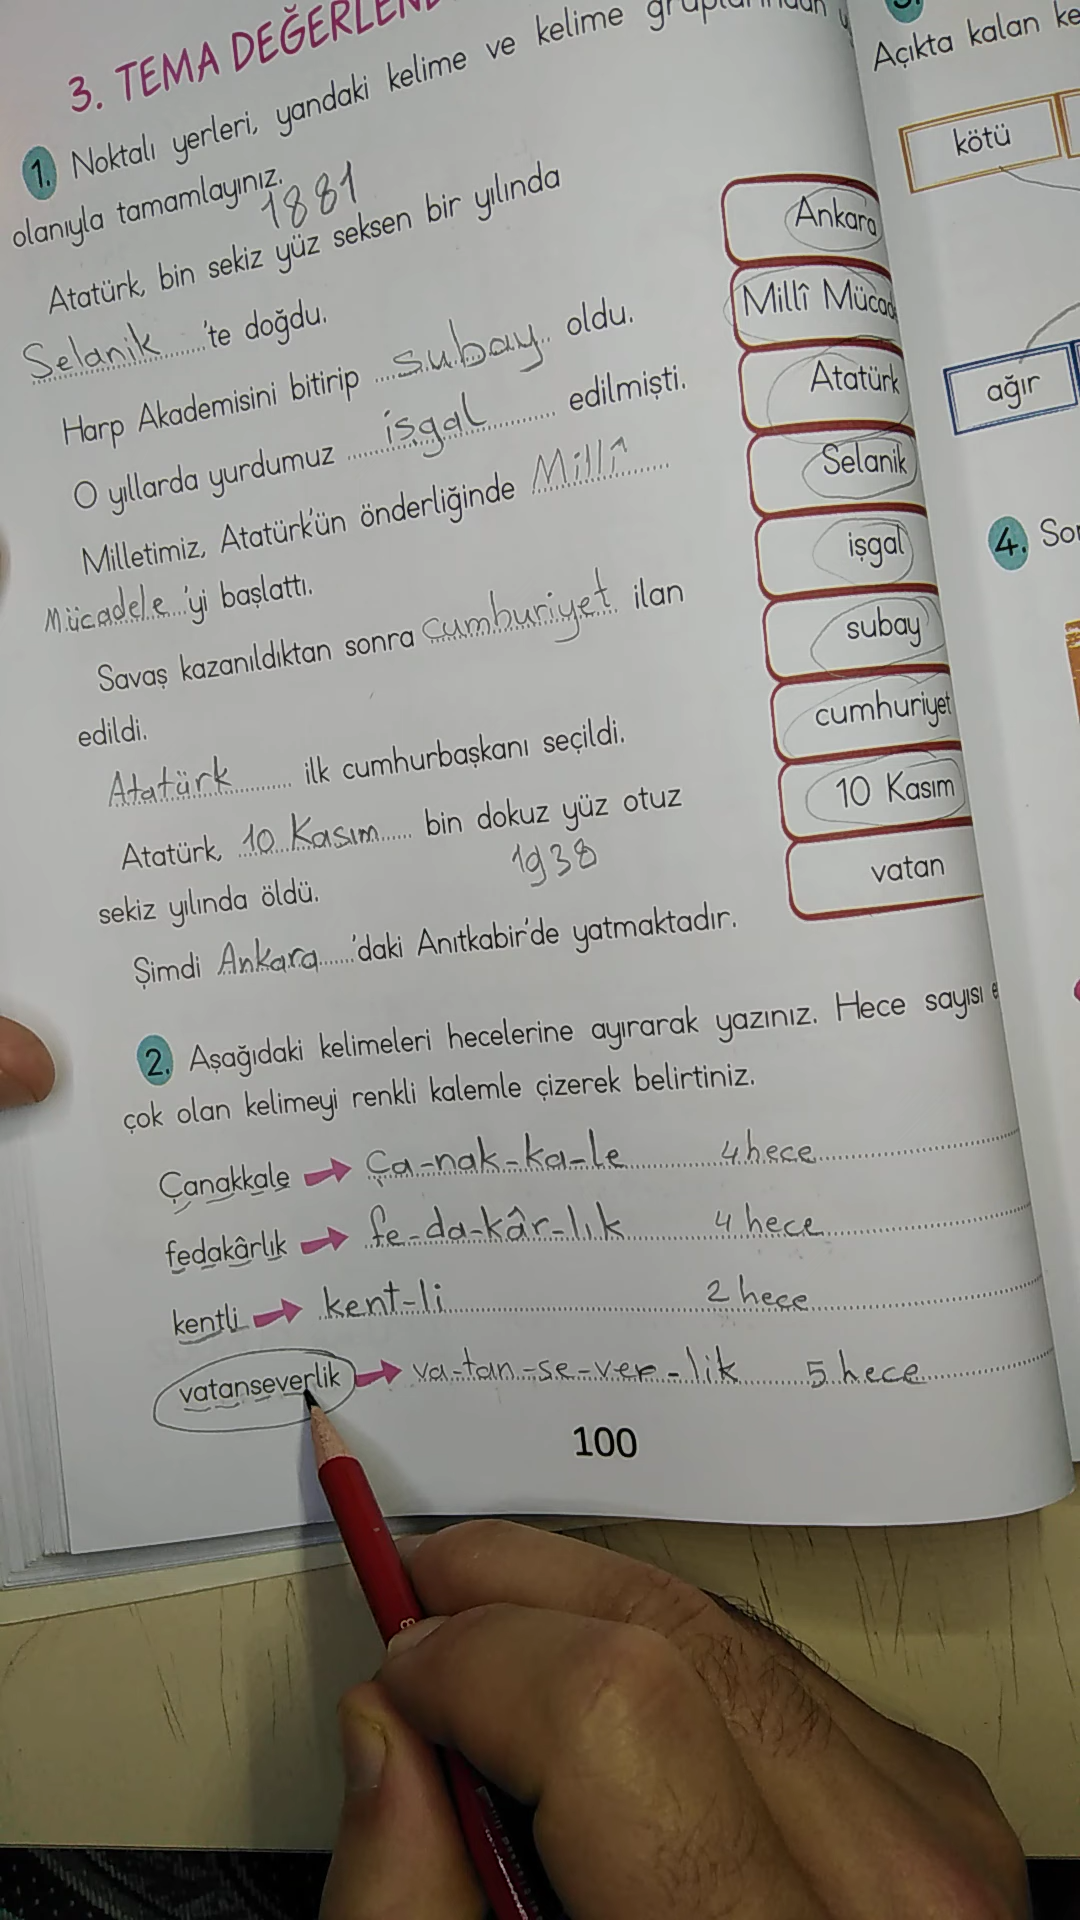 3. TEMA
1. Noktalı yerleri, yandaki kelime ve kelime
olanıyla tamamlayınız.
1881
Atatürk, bin sekiz yüz seksen bir yılında
Selanik 'te doğdu.
Harp Akademisini bitirip subay oldu.
O yıllarda yurdumuz işgal edilmişti.
Milletimiz, Atatürk'ün önderliğinde Millî
Mücadele 'yi başlattı.
Savaş kazanıldıktan sonra cumhuriyet ilan
edildi.
Atatürk ilk cumhurbaşkanı seçildi.
Atatürk, 10 Kasım bin dokuz yüz otuz
1938
sekiz yılında öldü.
Şimdi Ankara 'daki Anıtkabir'de yatmaktadır.
Ankara
Millî
Atatürk
Selanik
işgal
subay
cumhuriyet
10 Kasım
vatan
2. Aşağıdaki kelimeleri hecelerine ayırarak yazınız. Hece sayısı
çok olan kelimeyi renkli kalemle çizerek belirtiniz.
Çanakkale Ça-nak-ka-le 4 hece
fedakârlık fe-da-kâr-lık 4 hece
kentli kent-li 2 hece
vatanseverlik va-tan-se-ver-lik 5 hece
100
Açıkta kalan
kötü
ağır
4.